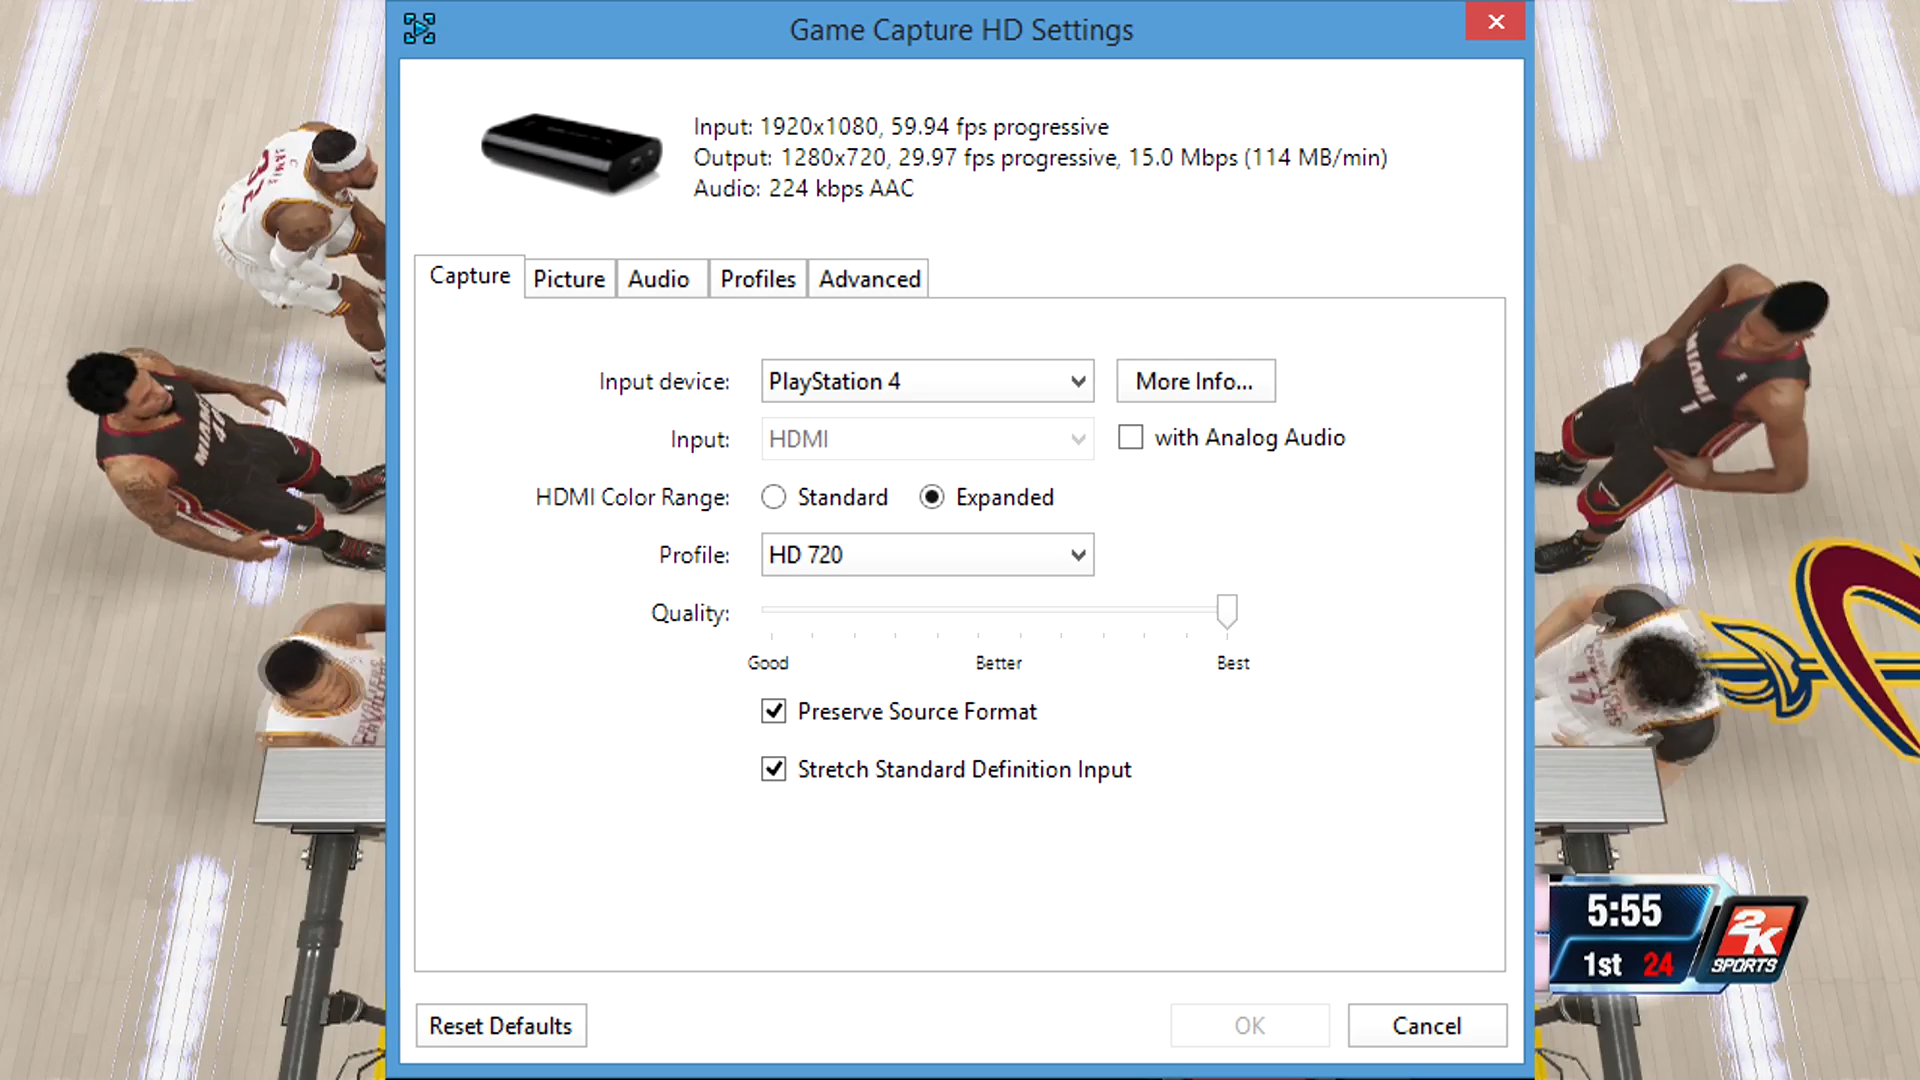 Game Capture HD Settings
Input: 1920x1080, 59.94 fps progressive
Output: 1280x720, 29.97 fps progressive, 15.0 Mbps (114 MB/min)
Audio: 224 kbps AAC
Capture Picture Audio Profiles Advanced
Input device: PlayStation 4 More Info...
Input: HDMI with Analog Audio
HDMI Color Range: Standard Expanded
Profile: HD 720
Quality:
Good Better Best
Preserve Source Format
Stretch Standard Definition Input
Reset Defaults OK Cancel
MIAMI
MIAMI
1
5:55
1st 24
2K
SPORTS